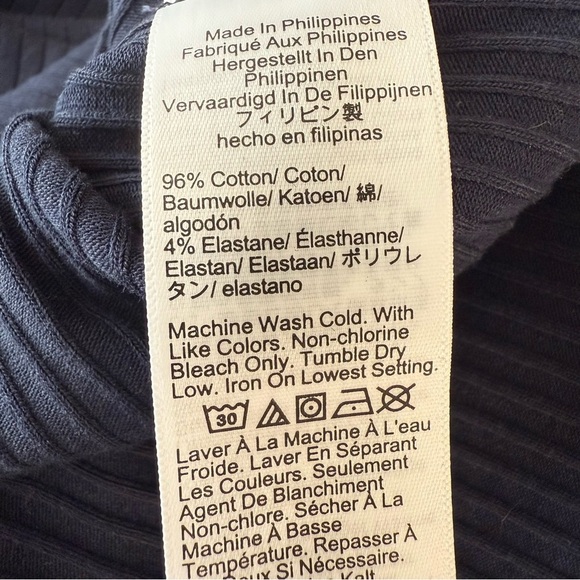 Made In Philippines
Fabriqué Aux Philippines
Hergestellt In Den
Philippinen
Vervaardigd In De Filippijnen
フィリピン製
hecho en filipinas
96% Cotton/ Coton/
Baumwolle/ Katoen/ 綿/
algodón
4% Elastane/ Élasthanne/
Elastan/ Elastaan/ ポリウレ
タン/ elastano
Machine Wash Cold. With
Like Colors. Non-chlorine
Bleach Only. Tumble Dry
Low. Iron On Lowest Setting.
30
Laver À La Machine À L'eau
Froide. Laver En Séparant
Les Couleurs. Seulement
Agent De Blanchiment
Non-chlore. Sécher À La
Machine À Basse
Température. Repasser À
Doux Si Nécessaire.
Kalt